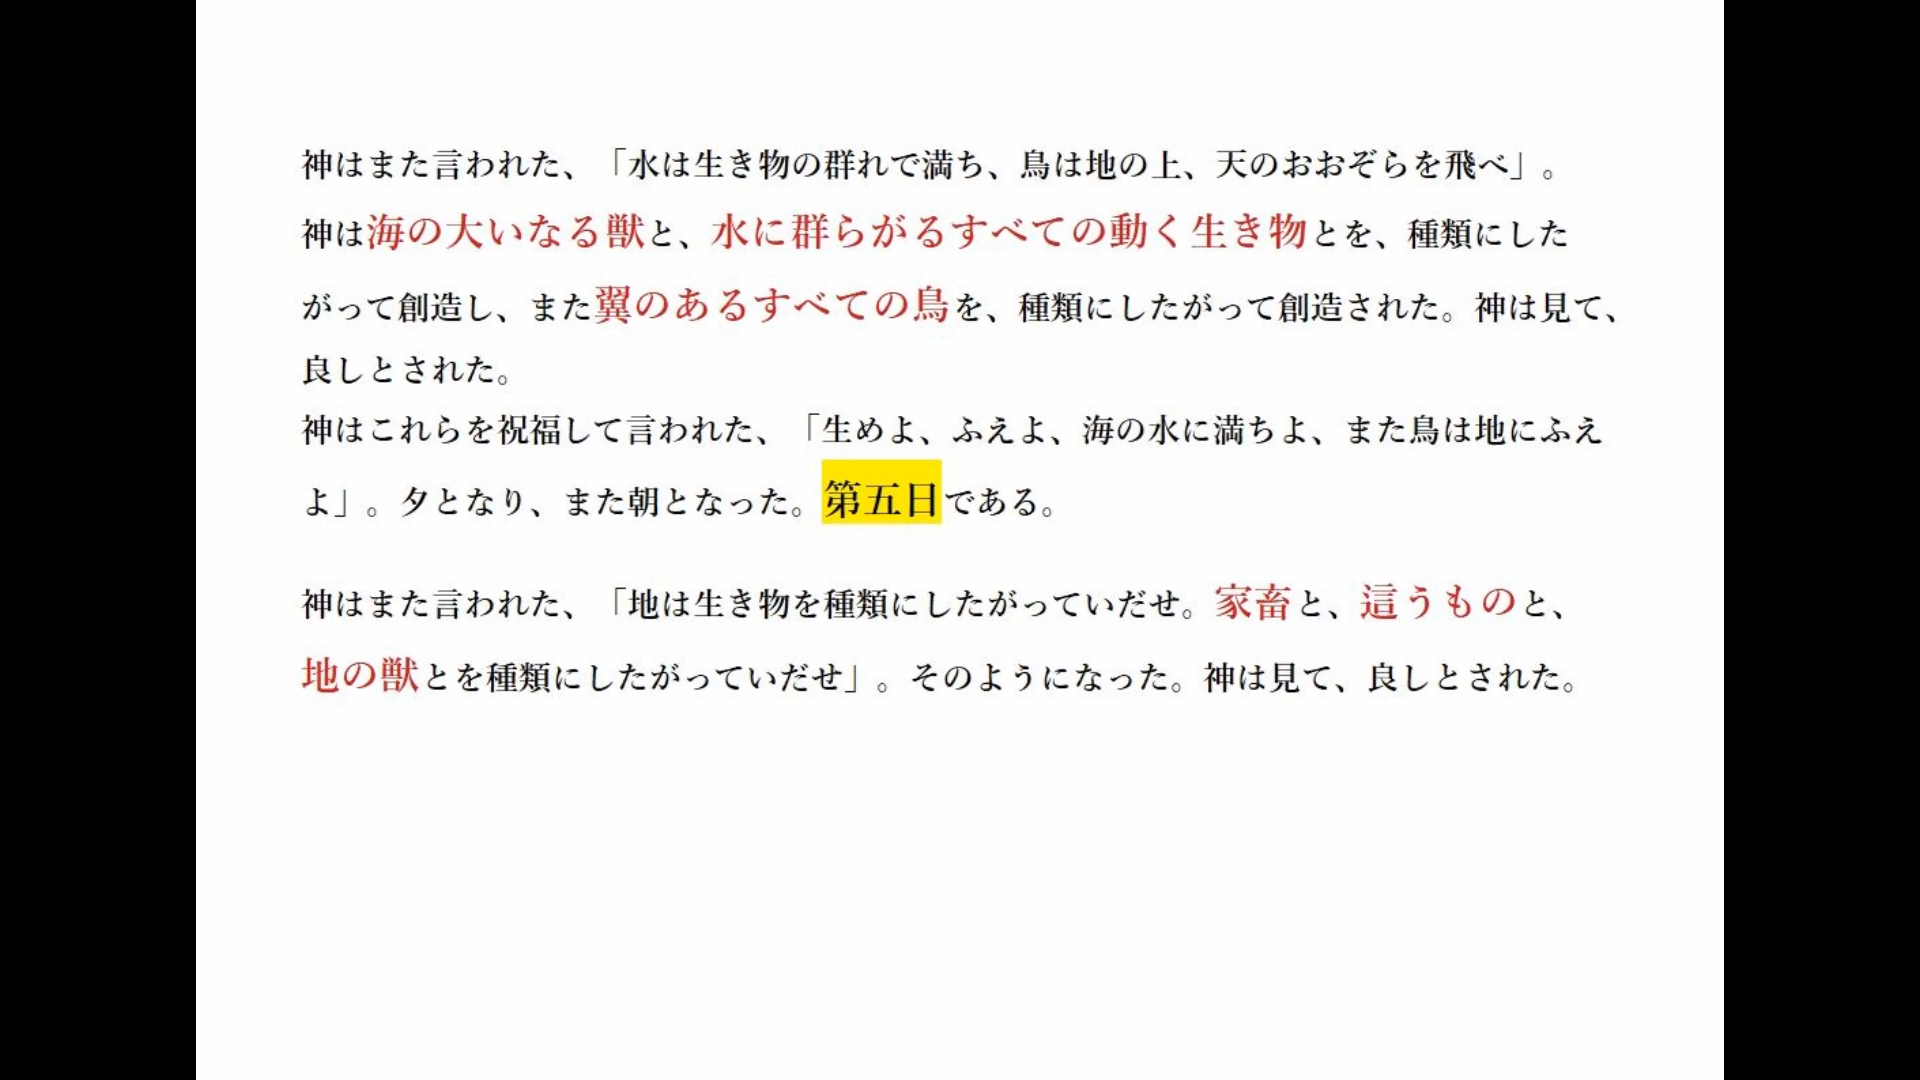 神はまた言われた、「水は生き物の群れで満ち、鳥は地の上、天のおおぞらを飛べ」。
神は海の大いなる獣と、水に群らがるすべての動く生き物とを、種類にした
がって創造し、また翼のあるすべての鳥を、種類にしたがって創造された。神は見て、
良しとされた。
神はこれらを祝福して言われた、「生めよ、ふえよ、海の水に満ちよ、また鳥は地にふえ
よ」。夕となり、また朝となった。第五日である。
神はまた言われた、「地は生き物を種類にしたがっていだせ。家畜と、這うものと、
地の獣とを種類にしたがっていだせ」。そのようになった。神は見て、良しとされた。